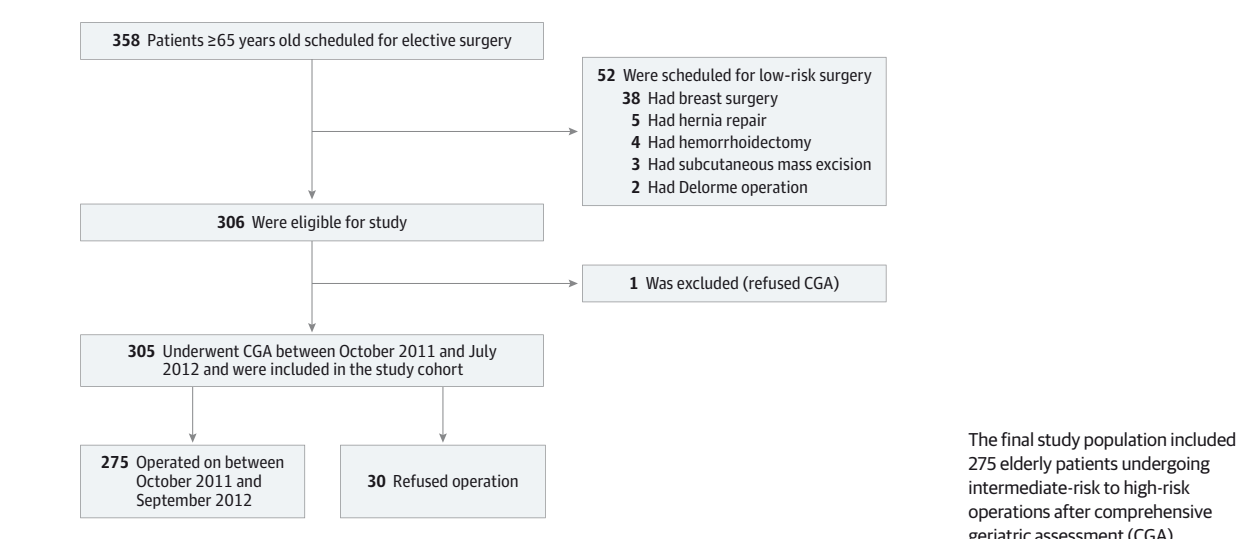 358 Patients ≥65 years old scheduled for elective surgery
52 Were scheduled for low-risk surgery
38 Had breast surgery
5 Had hernia repair
4 Had hemorrhoidectomy
3 Had subcutaneous mass excision
2 Had Delorme operation
306 Were eligible for study
1 Was excluded (refused CGA)
305 Underwent CGA between October 2011 and July
2012 and were included in the study cohort
275 Operated on between
October 2011 and
September 2012
30 Refused operation
The final study population included
275 elderly patients undergoing
intermediate-risk to high-risk
operations after comprehensive
geriatric assessment (CGA)